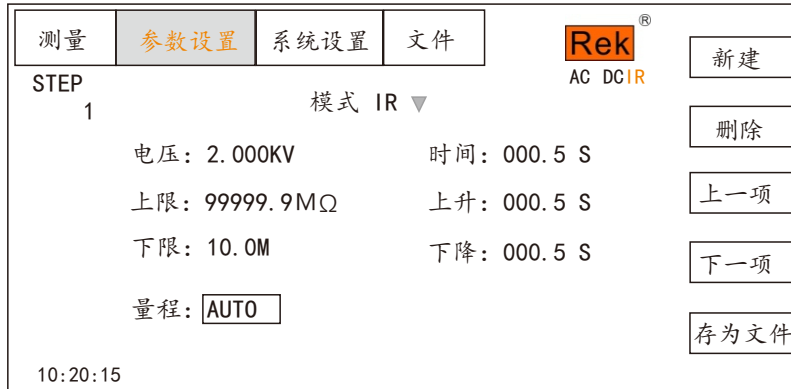 测量 参数设置 系统设置 文件
Rek®
AC DCIR
STEP
1
模式 IR ▼
电压: 2.000KV 时间: 000.5 S
上限: 99999.9MΩ 上升: 000.5 S
下限: 10.0M 下降: 000.5 S
量程: AUTO
10:20:15
新建
删除
上一项
下一项
存为文件